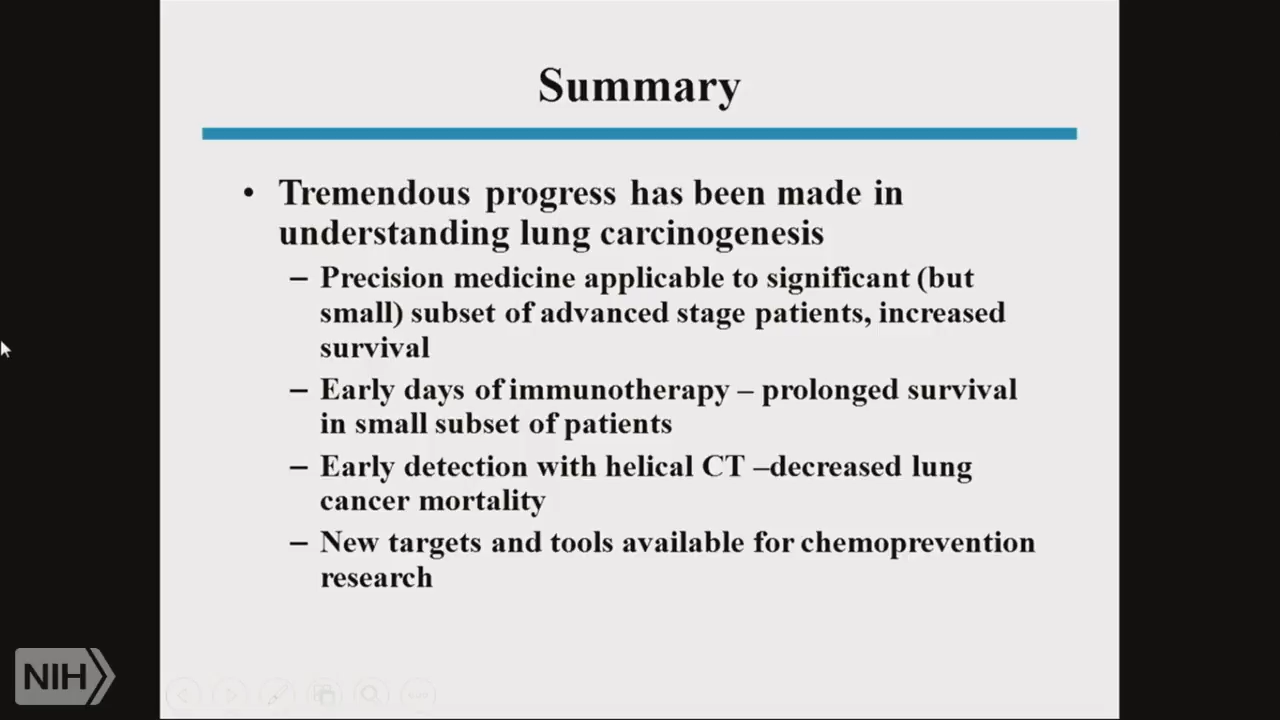 Summary
• Tremendous progress has been made in
understanding lung carcinogenesis
– Precision medicine applicable to significant (but
small) subset of advanced stage patients, increased
survival
– Early days of immunotherapy – prolonged survival
in small subset of patients
– Early detection with helical CT –decreased lung
cancer mortality
– New targets and tools available for chemoprevention
research
NIH